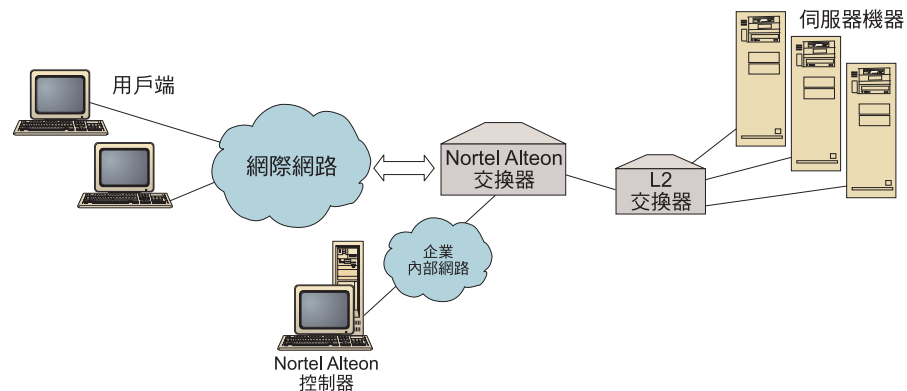 伺服器機器
用戶端
網際網路
Nortel Alteon
交換器
L2
交換器
企業
內部網路
Nortel Alteon
控制器